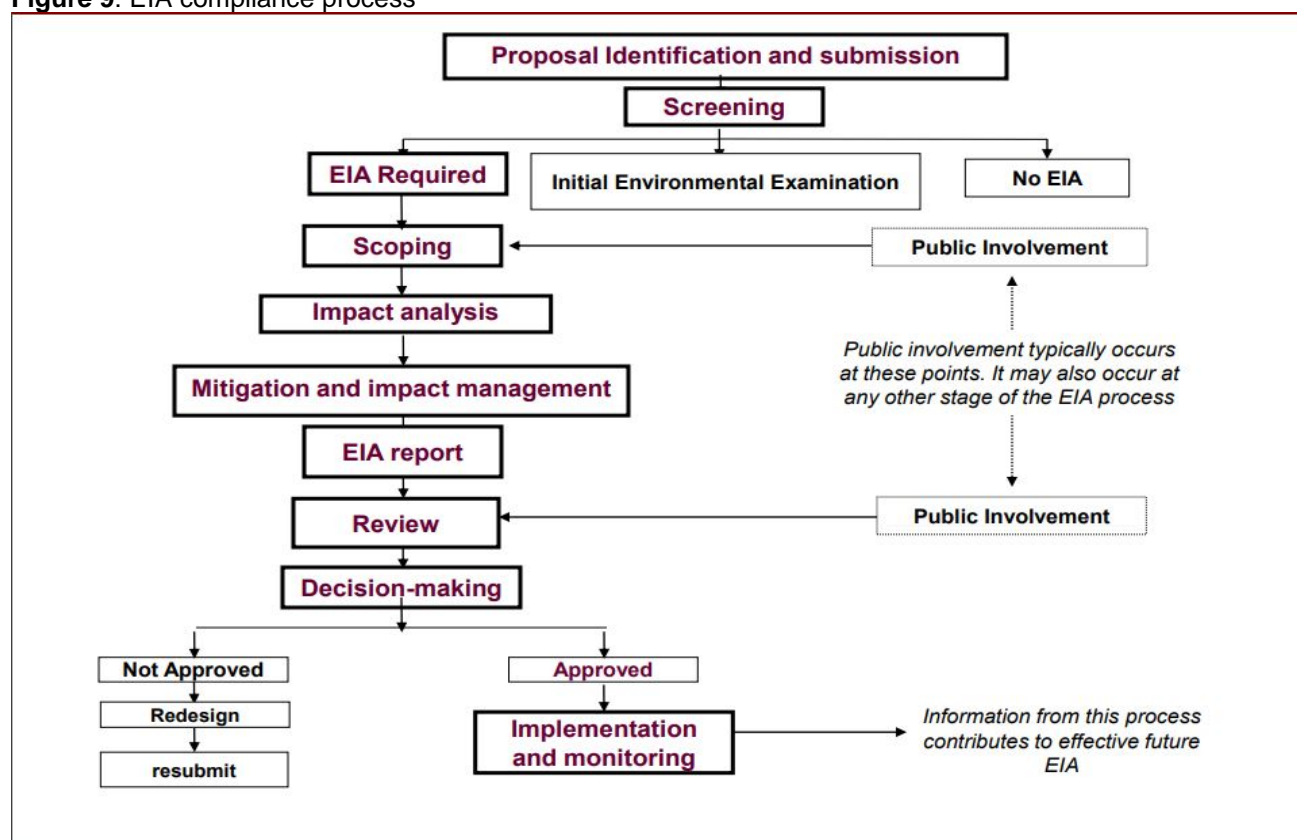 Figure 9: EIA compliance process
Proposal Identification and submission
Screening
EIA Required
Initial Environmental Examination
No EIA
Scoping
Public Involvement
Impact analysis
Public involvement typically occurs
at these points. It may also occur at
any other stage of the EIA process
Mitigation and impact management
EIA report
Review
Public Involvement
Decision-making
Not Approved
Approved
Redesign
resubmit
Implementation
and monitoring
Information from this process
contributes to effective future
EIA